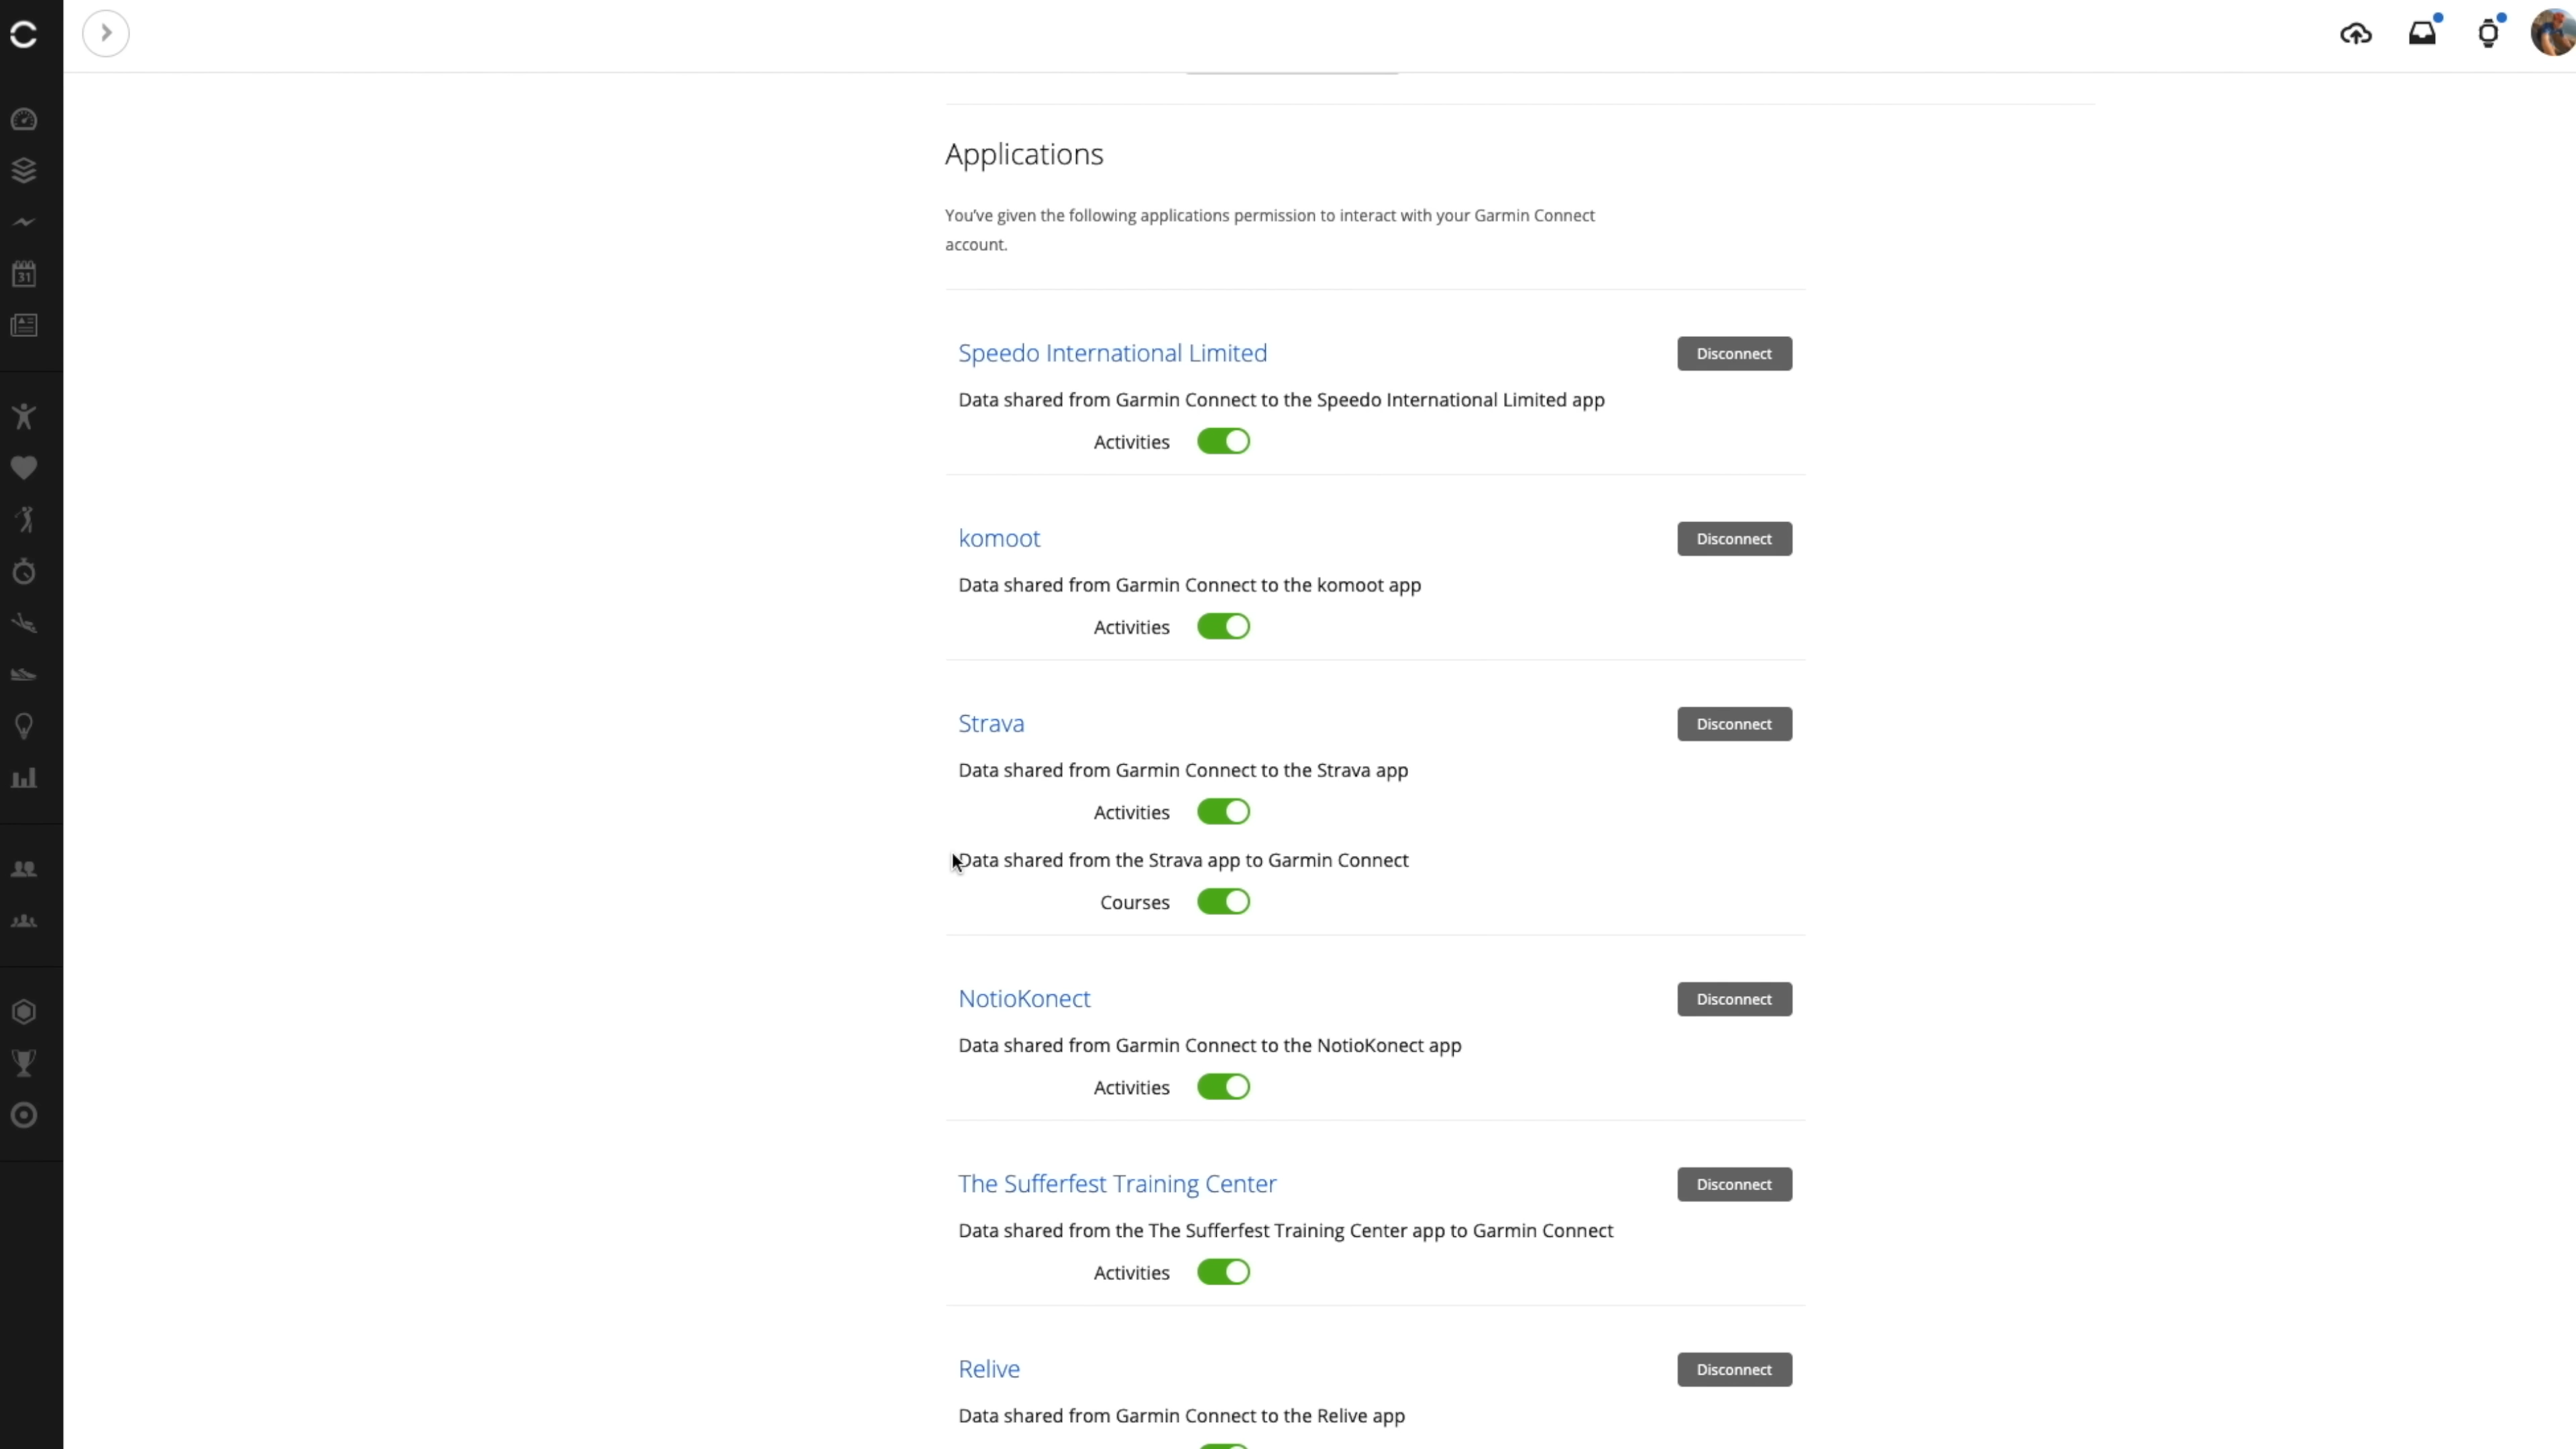 31
Applications
You've given the following applications permission to interact with your Garmin Connect
account.
Speedo International Limited
Disconnect
Data shared from Garmin Connect to the Speedo International Limited app
Activities
komoot
Disconnect
Data shared from Garmin Connect to the komoot app
Activities
Strava
Disconnect
Data shared from Garmin Connect to the Strava app
Activities
Data shared from the Strava app to Garmin Connect
Courses
NotioKonect
Disconnect
Data shared from Garmin Connect to the NotioKonect app
Activities
The Sufferfest Training Center
Disconnect
Data shared from the The Sufferfest Training Center app to Garmin Connect
Activities
Relive
Disconnect
Data shared from Garmin Connect to the Relive app